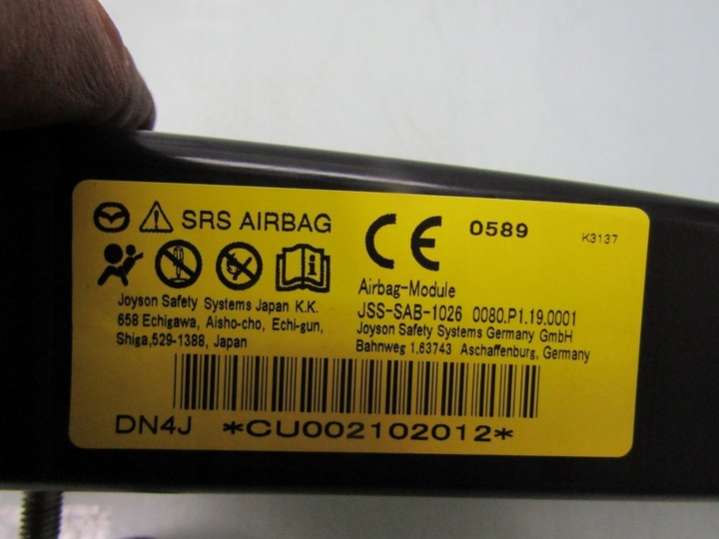 SRS AIRBAG
CE 0589 K3137
Joyson Safety Systems Japan K.K.
658 Echigawa, Aisho-cho, Echi-gun,
Shiga,529-1388, Japan
Airbag-Module
JSS-SAB-1026 0080.P1.19.0001
Joyson Safety Systems Germany GmbH
Bahnweg 1,63743 Aschaffenburg, Germany
DN4J *CU002102012*